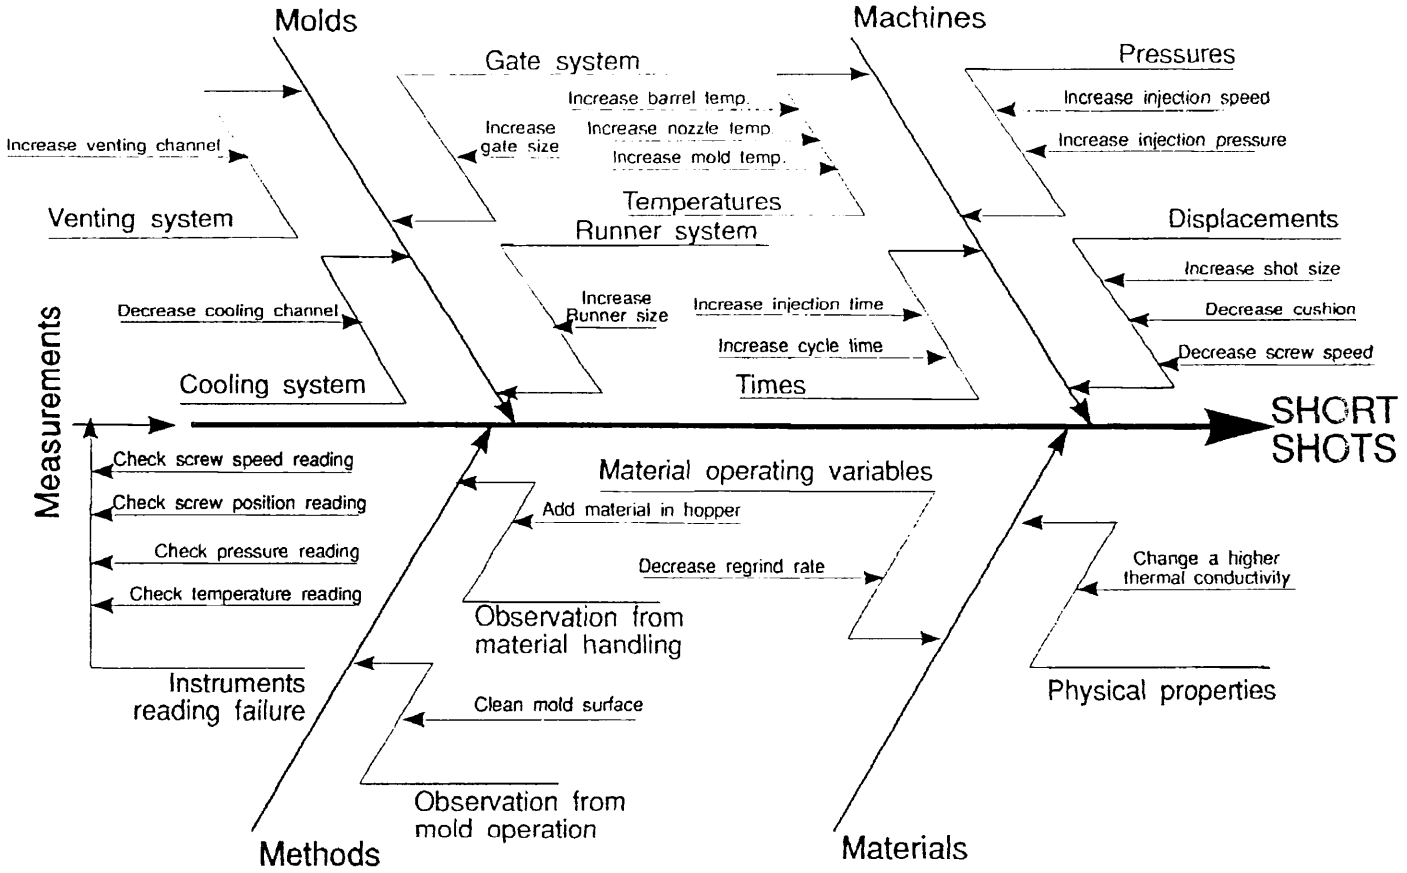 Molds
Machines
Gate system
Pressures
Increase barrel temp.
Increase injection speed
Increase
gate size
Increase nozzle temp.
Increase injection pressure
Increase venting channel
Increase mold temp.
Venting system
Temperatures
Runner system
Displacements
Increase shot size
Increase
Runner size
Increase injection time
Decrease cushion
Decrease cooling channel
Increase cycle time
Decrease screw speed
Cooling system
Times
Measurements
SHORT
SHOTS
Check screw speed reading
Material operating variables
Check screw position reading
Add material in hopper
Check pressure reading
Decrease regrind rate
Change a higher
thermal conductivity
Check temperature reading
Observation from
material handling
Instruments
reading failure
Physical properties
Clean mold surface
Observation from
mold operation
Methods
Materials